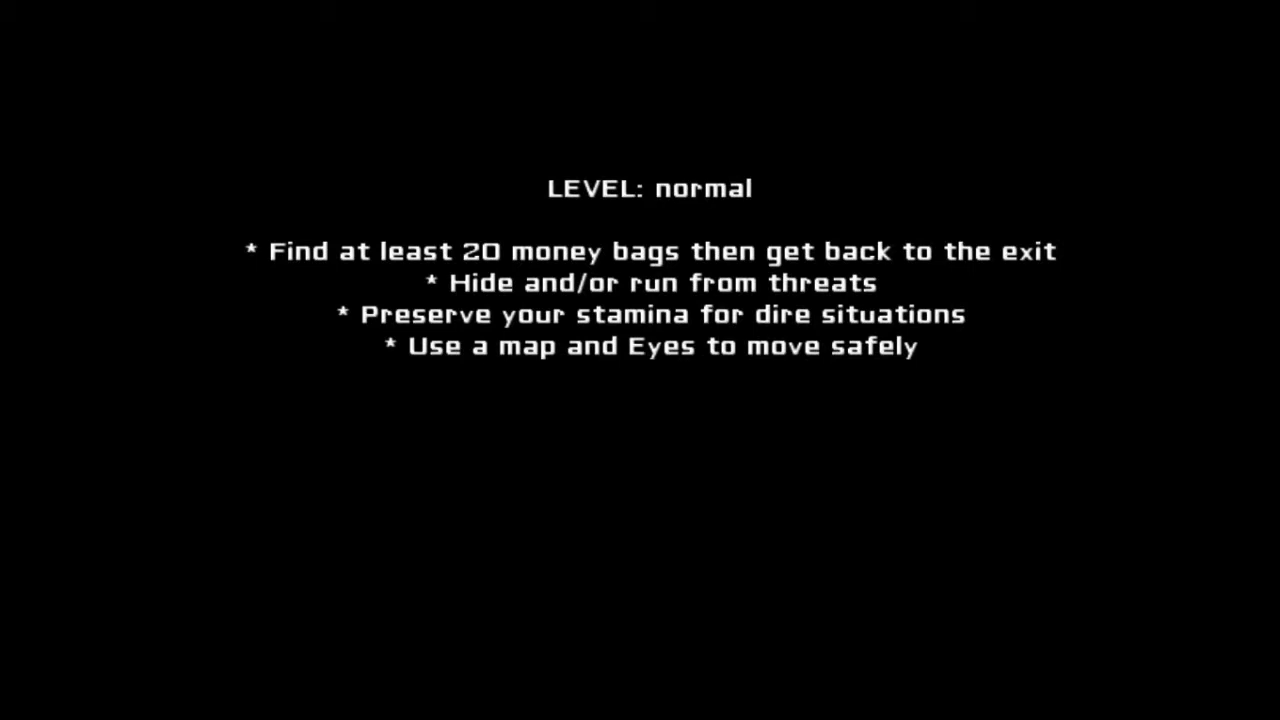 LEVEL: normal
* Find at least 20 money bags then get back to the exit
* Hide and/or run from threats
* Preserve your stamina for dire situations
* Use a map and Eyes to move safely